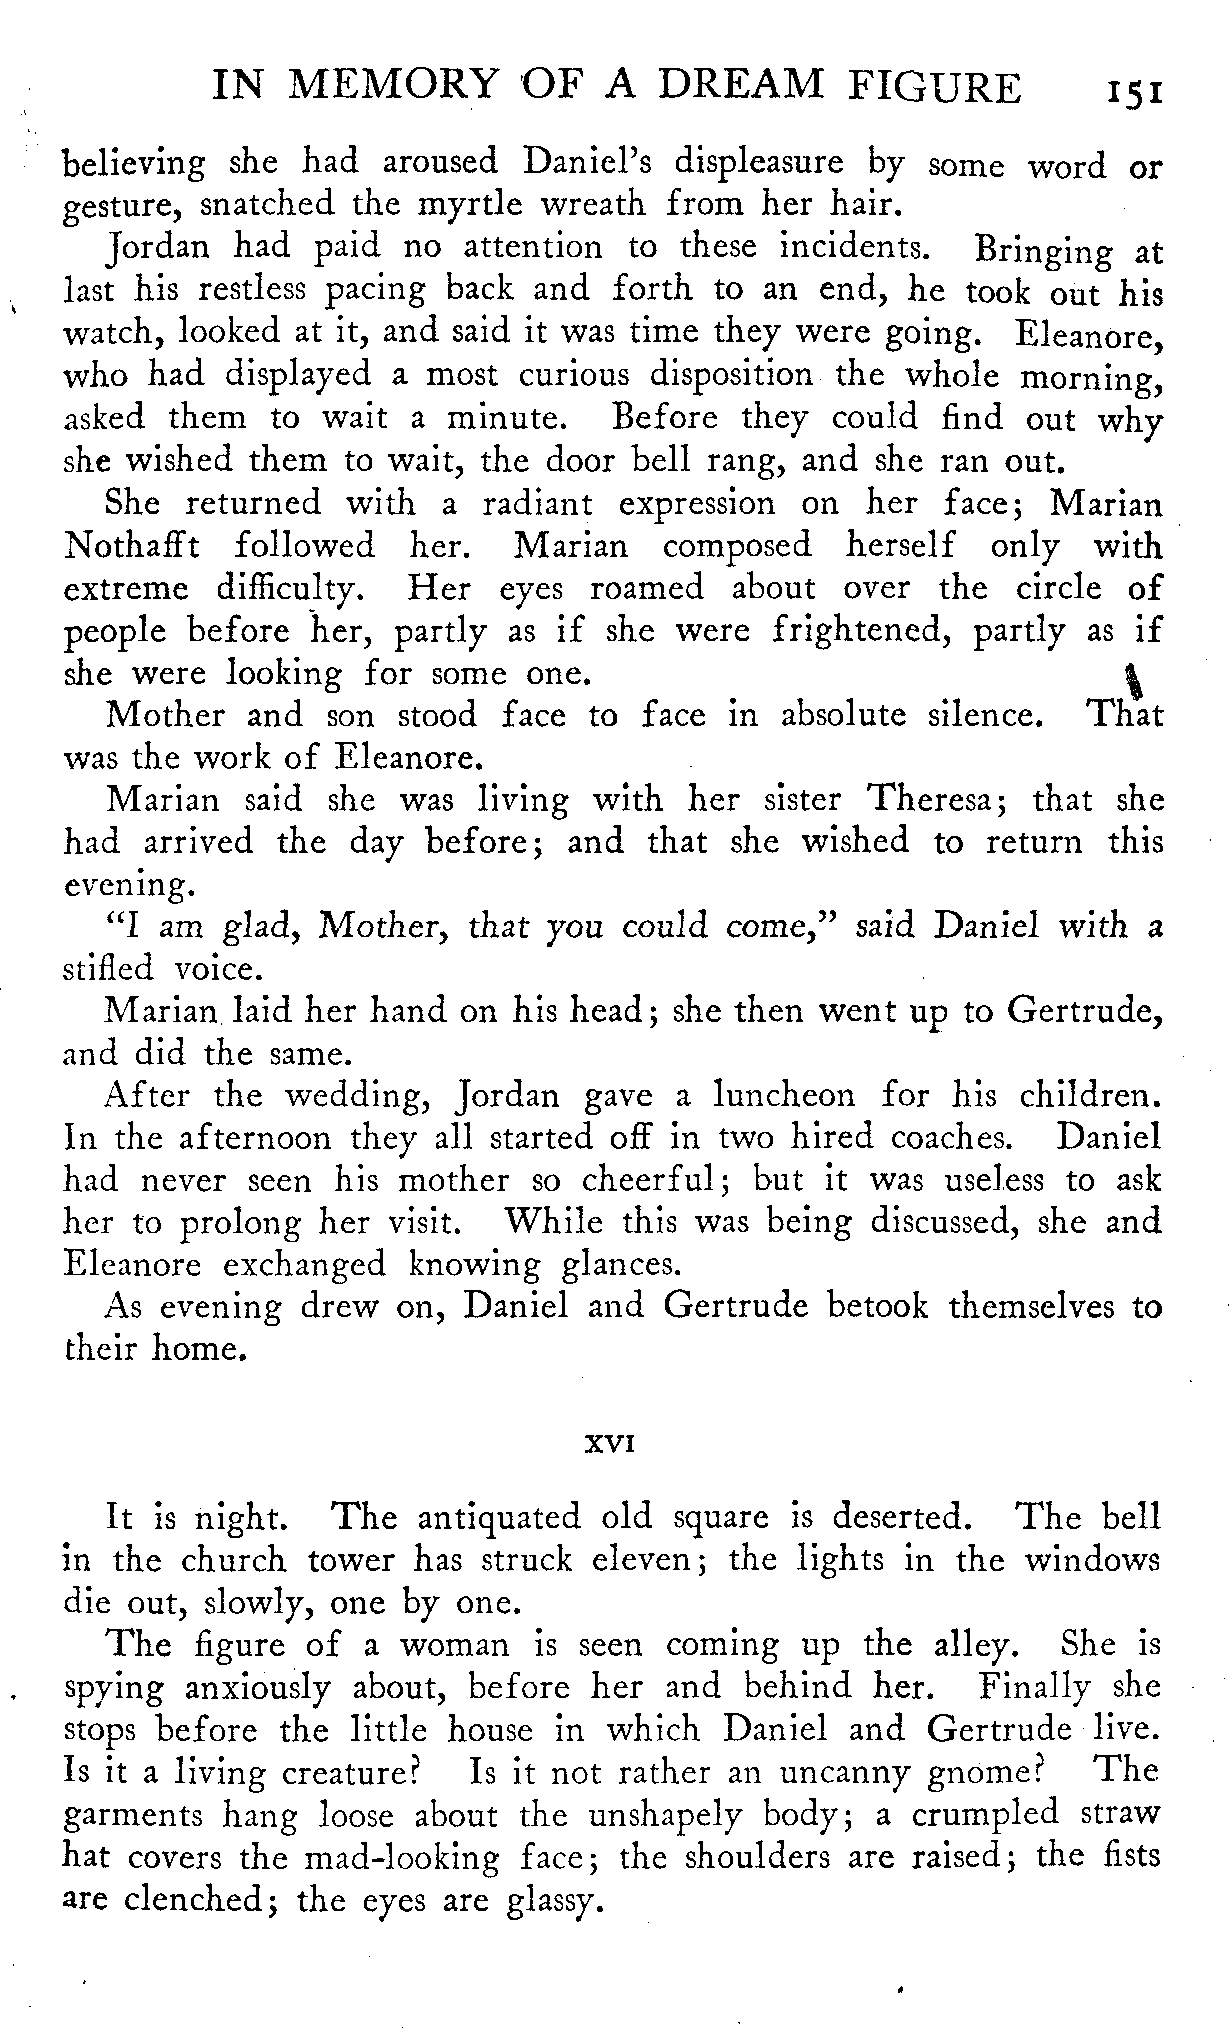 IN MEMORY OF A DREAM FIGURE 151
believing she had aroused Daniel's displeasure by some word or
gesture, snatched the myrtle wreath from her hair.
Jordan had paid no attention to these incidents. Bringing at
last his restless pacing back and forth to an end, he took out his
watch, looked at it, and said it was time they were going. Eleanore,
who had displayed a most curious disposition the whole morning,
asked them to wait a minute. Before they could find out why
she wished them to wait, the door bell rang, and she ran out.
She returned with a radiant expression on her face; Marian
Nothafft followed her. Marian composed herself only with
extreme difficulty. Her eyes roamed about over the circle of
people before her, partly as if she were frightened, partly as if
she were looking for some one.
Mother and son stood face to face in absolute silence. That
was the work of Eleanore.
Marian said she was living with her sister Theresa; that she
had arrived the day before; and that she wished to return this
evening.
"I am glad, Mother, that you could come," said Daniel with a
stifled voice.
Marian laid her hand on his head; she then went up to Gertrude,
and did the same.
After the wedding, Jordan gave a luncheon for his children.
In the afternoon they all started off in two hired coaches. Daniel
had never seen his mother so cheerful; but it was useless to ask
her to prolong her visit. While this was being discussed, she and
Eleanore exchanged knowing glances.
As evening drew on, Daniel and Gertrude betook themselves to
their home.
XVI
It is night. The antiquated old square is deserted. The bell
in the church tower has struck eleven; the lights in the windows
die out, slowly, one by one.
The figure of a woman is seen coming up the alley. She is
spying anxiously about, before her and behind her. Finally she
stops before the little house in which Daniel and Gertrude live.
Is it a living creature? Is it not rather an uncanny gnome? The
garments hang loose about the unshapely body; a crumpled straw
hat covers the mad-looking face; the shoulders are raised; the fists
are clenched; the eyes are glassy.